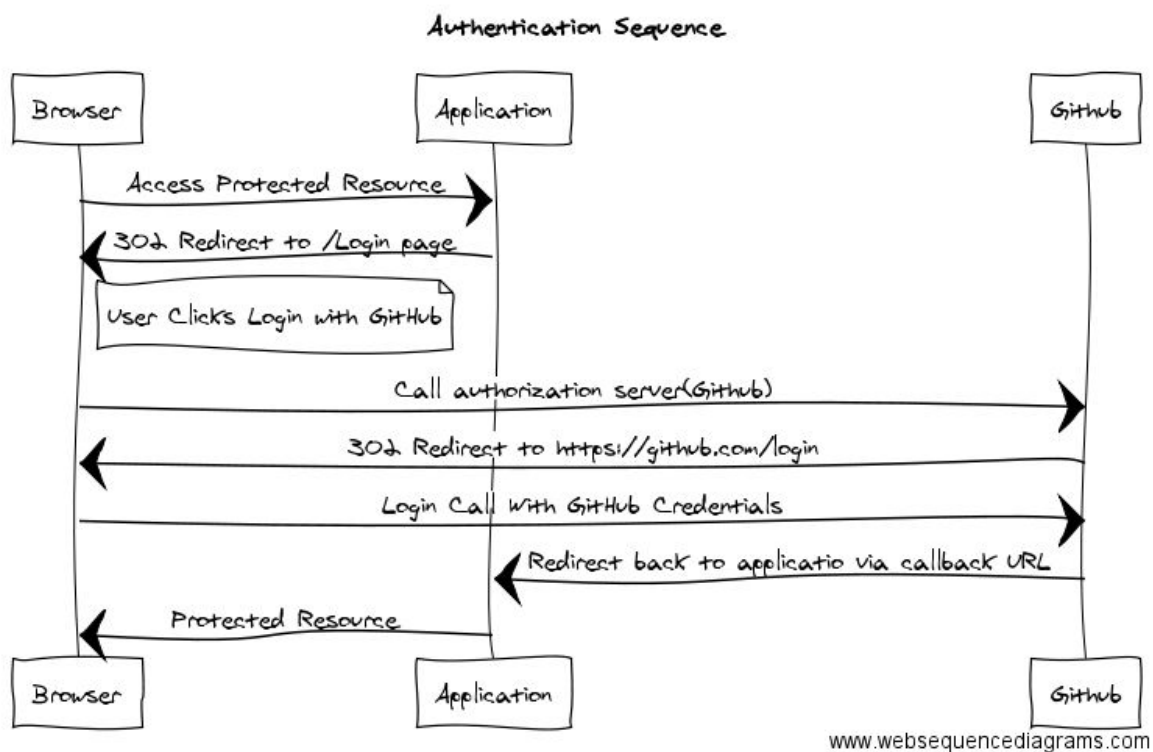 Authentication Sequence
Browser
Application
Github
Access Protected Resource
302 Redirect to /Login page
User Clicks Login with GitHub
Call authorization server(Github)
302 Redirect to https://github.com/login
Login Call with GitHub Credentials
Redirect back to applicatio via callback URL
Protected Resource
Browser
Application
Github
www.websequencediagrams.com